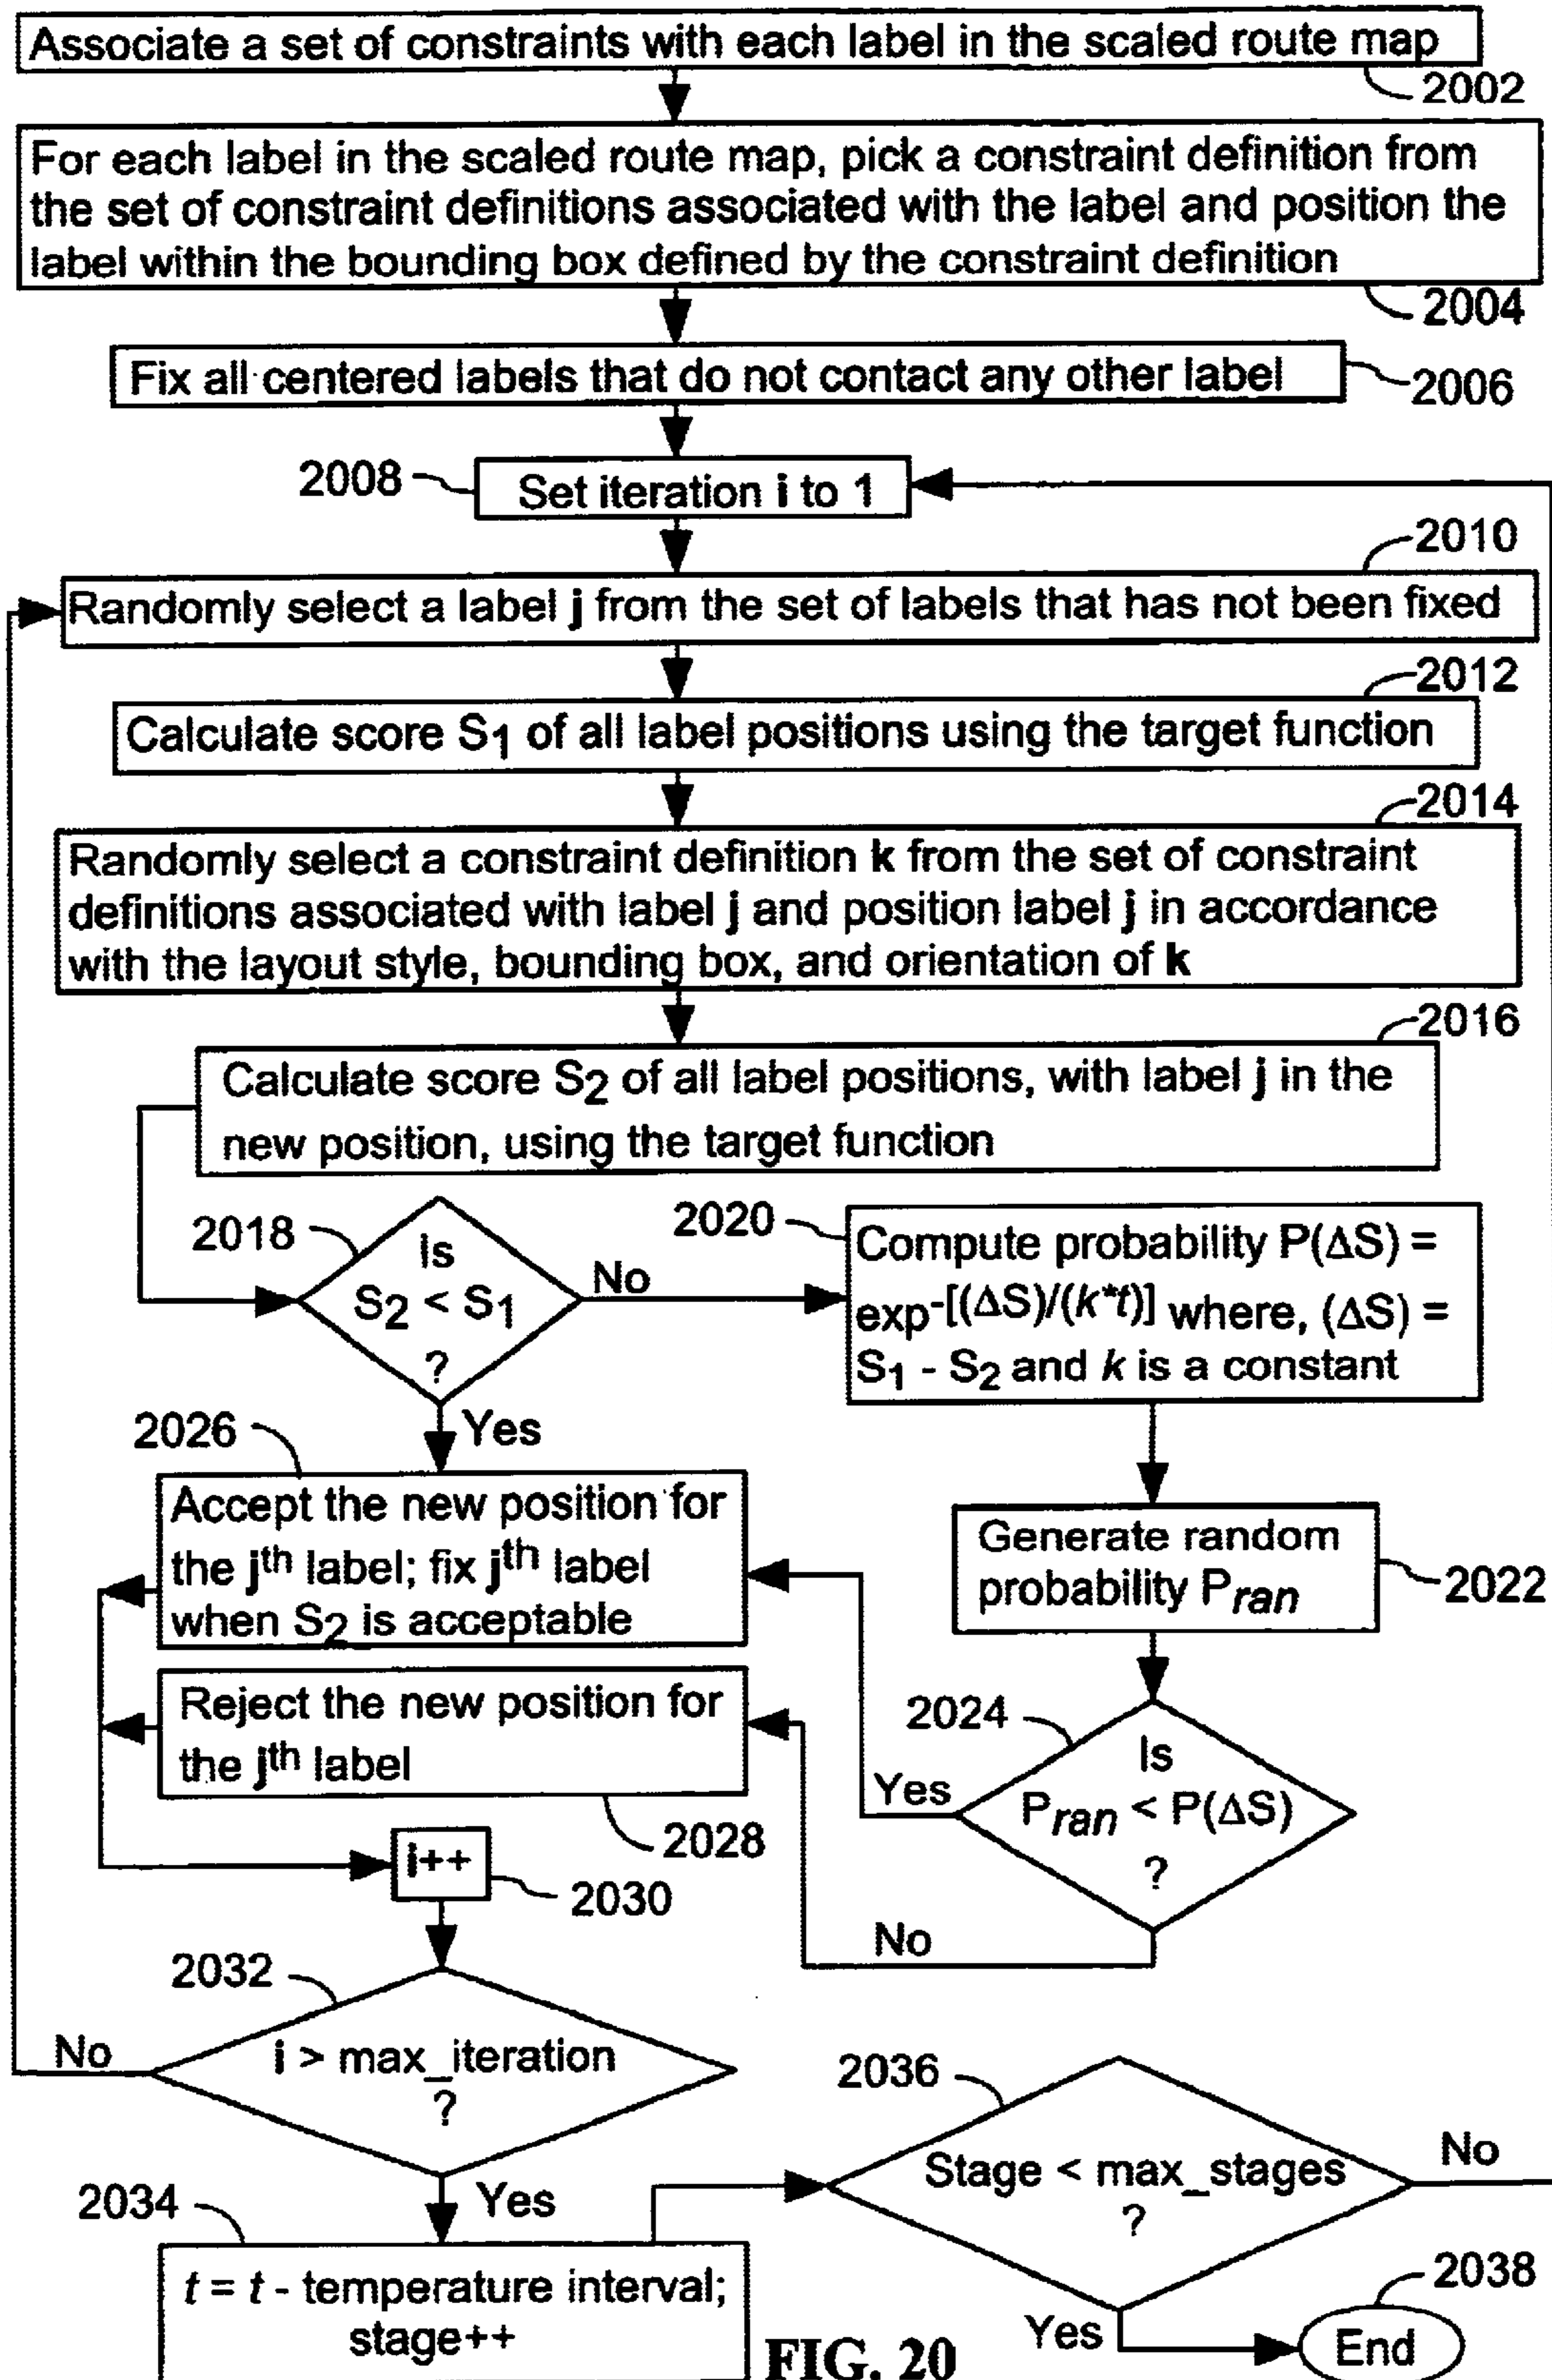 Associate a set of constraints with each label in the scaled route map
2002
For each label in the scaled route map, pick a constraint definition from
the set of constraint definitions associated with the label and position the
label within the bounding box defined by the constraint definition
2004
Fix all centered labels that do not contact any other label
2006
2008
Set iteration i to 1
2010
Randomly select a label j from the set of labels that has not been fixed
2012
Calculate score S1 of all label positions using the target function
2014
Randomly select a constraint definition k from the set of constraint
definitions associated with label j and position label j in accordance
with the layout style, bounding box, and orientation of k
2016
Calculate score S2 of all label positions, with label j in the
new position, using the target function
2018
Is
S2 < S1
?
No
Yes
2020
Compute probability P(ΔS) =
exp-[(ΔS)/(k*t)] where, (ΔS) =
S1 - S2 and k is a constant
Generate random
probability Pran
2022
2024
Is
Pran < P(ΔS)
?
Yes
No
2026
Accept the new position for
the jth label; fix jth label
when S2 is acceptable
Reject the new position for
the jth label
2028
i++
2030
2032
i > max_iteration
?
No
Yes
2034
t = t - temperature interval;
stage++
2036
Stage < max_stages
?
No
Yes
2038
End
FIG. 20